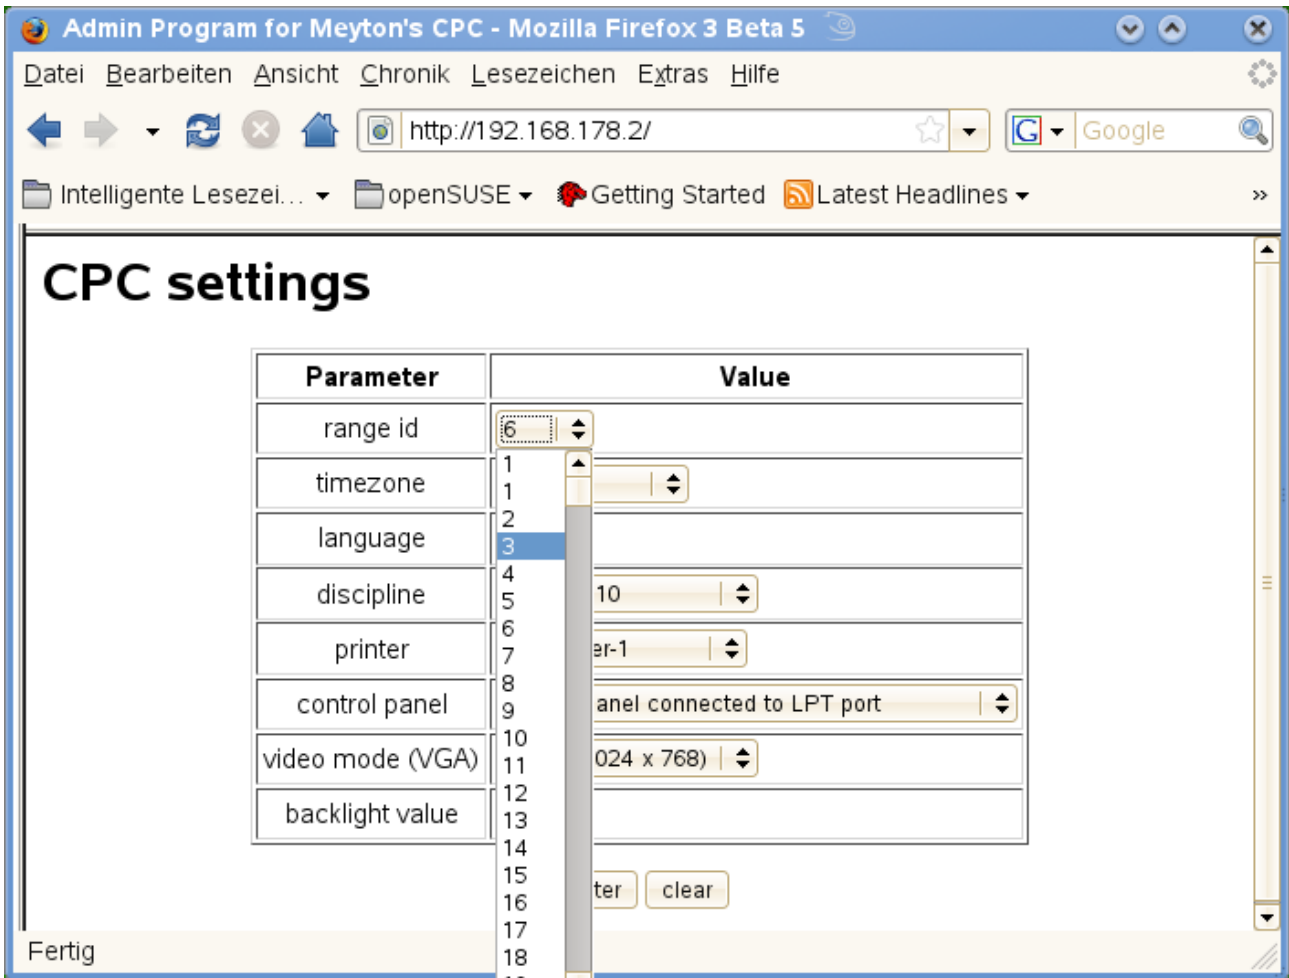 Admin Program for Meyton's CPC - Mozilla Firefox 3 Beta 5
Datei Bearbeiten Ansicht Chronik Lesezeichen Extras Hilfe
http://192.168.178.2/ G Google
Intelligente Lesezei... openSUSE Getting Started Latest Headlines »
CPC settings
Parameter Value
range id 6
1
timezone
1
2
language
3
4
discipline 10
5
6
printer er-1
7
8
control panel anel connected to LPT port
9
10
video mode (VGA) 024 x 768)
11
12
backlight value
13
14
15
ter clear
16
17
Fertig
18